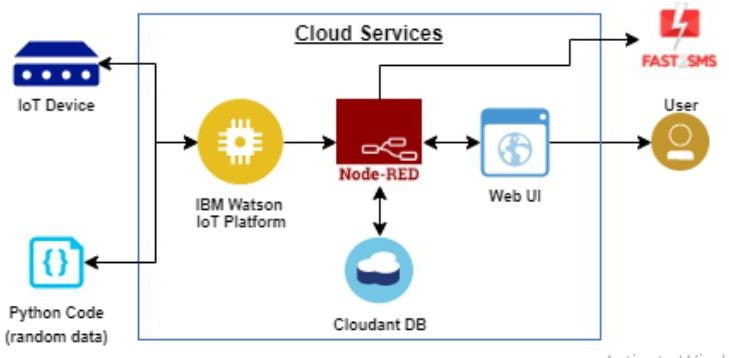 Cloud Services
IoT Device
FAST2SMS
User
IBM Watson
IoT Platform
Node-RED
Web UI
Python Code
(random data)
Cloudant DB